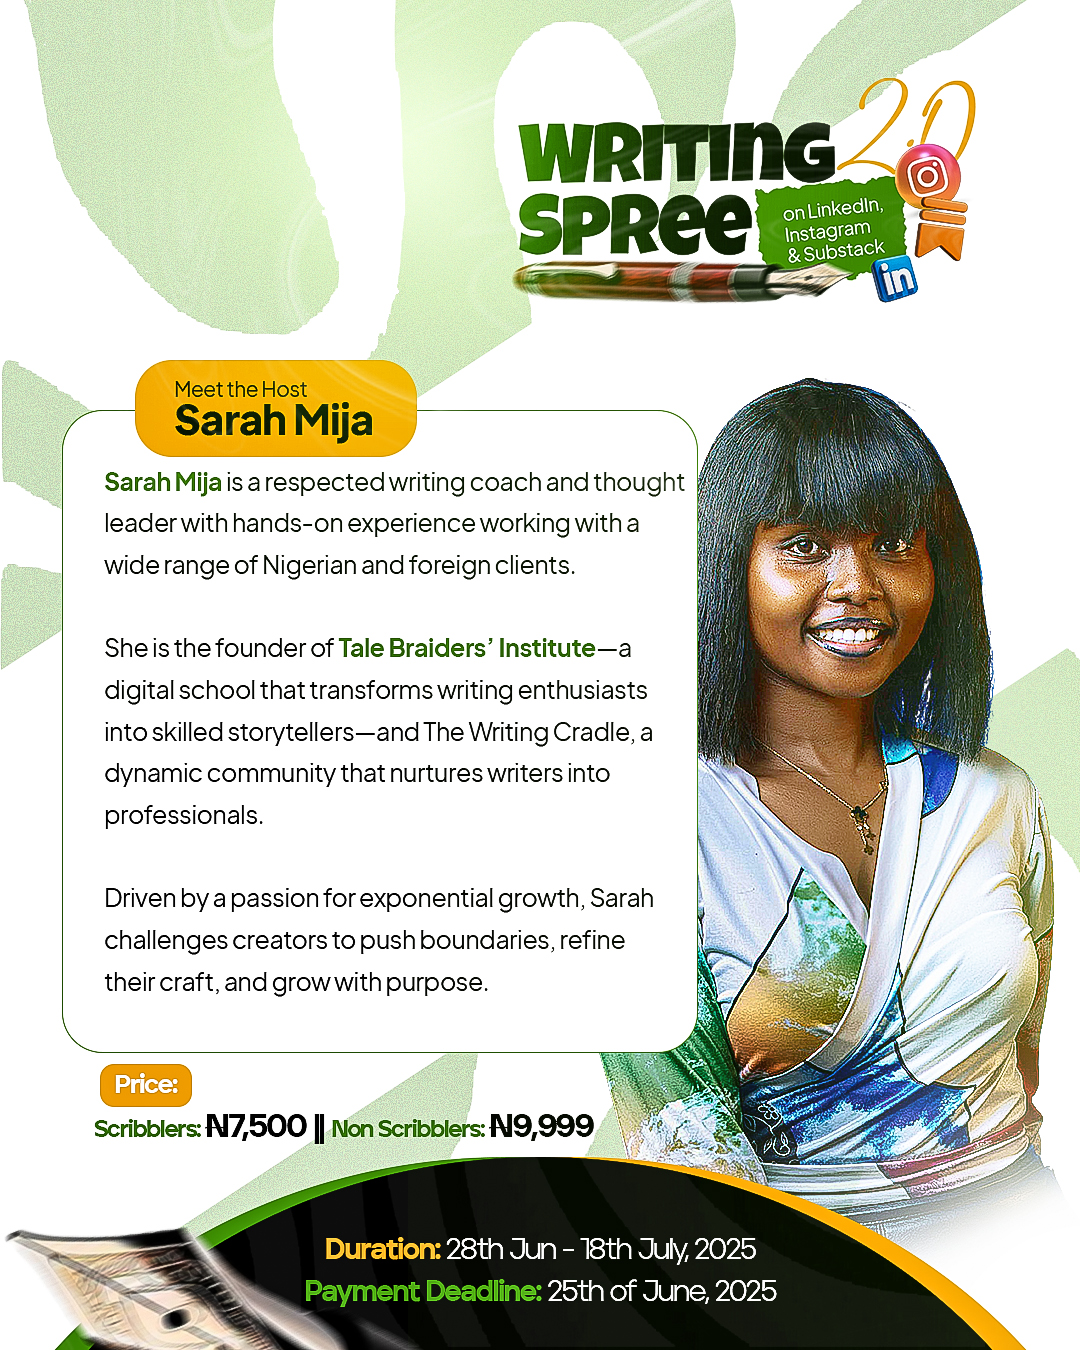 WRITING 2.0
SPREE
on LinkedIn,
Instagram
& Substack
in
Meet the Host
Sarah Mija
Sarah Mija is a respected writing coach and thought
leader with hands-on experience working with a
wide range of Nigerian and foreign clients.
She is the founder of Tale Braiders’ Institute—a
digital school that transforms writing enthusiasts
into skilled storytellers—and The Writing Cradle, a
dynamic community that nurtures writers into
professionals.
Driven by a passion for exponential growth, Sarah
challenges creators to push boundaries, refine
their craft, and grow with purpose.
Price:
Scribblers: ₦7,500 || Non Scribblers: ₦9,999
Duration: 28th Jun - 18th July, 2025
Payment Deadline: 25th of June, 2025